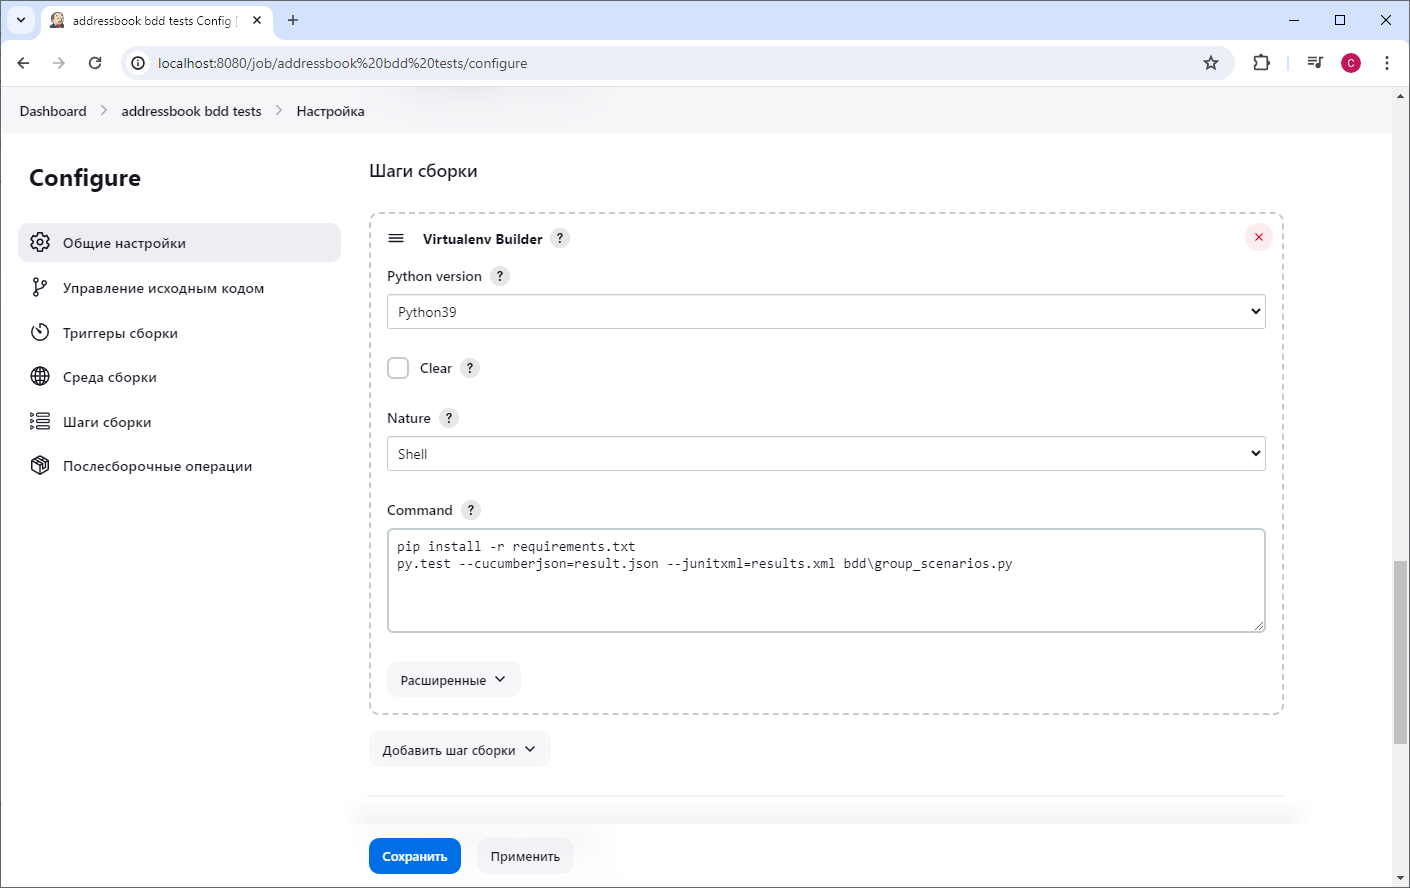 addressbook bdd tests Config [
localhost:8080/job/addressbook%20bdd%20tests/configure
C
Dashboard
addressbook bdd tests
Настройка
Configure
Общие настройки
Управление исходным кодом
Триггеры сборки
Среда сборки
Шаги сборки
Послесборочные операции
Шаги сборки
Virtualenv Builder ?
Python version ?
Python39
Clear ?
Nature ?
Shell
Command ?
pip install -r requirements.txt
py.test --cucumberjson=result.json --junitxml=results.xml bdd\group_scenarios.py
Расширенные
Добавить шаг сборки
Сохранить
Применить